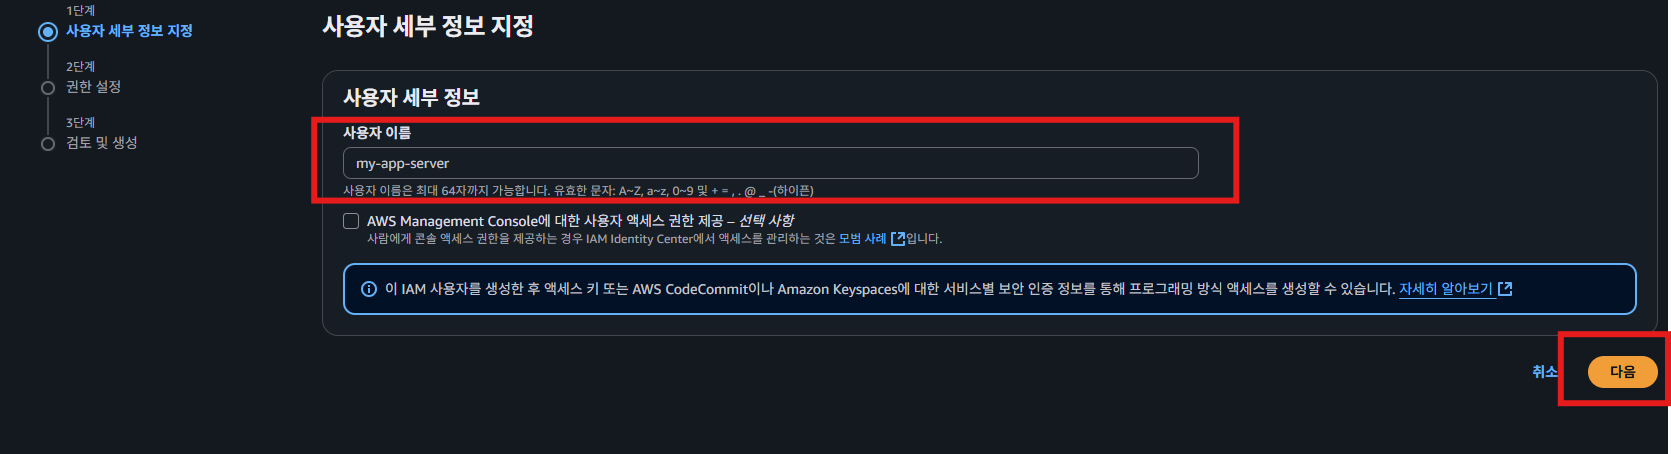 1단계
사용자 세부 정보 지정
2단계
권한 설정
3단계
검토 및 생성
사용자 세부 정보 지정
사용자 세부 정보
사용자 이름
my-app-server
사용자 이름은 최대 64자까지 가능합니다. 유효한 문자: A~Z, a~z, 0~9 및 + = , . @ _ -(하이픈)
AWS Management Console에 대한 사용자 액세스 권한 제공 – 선택 사항
사람에게 콘솔 액세스 권한을 제공하는 경우 IAM Identity Center에서 액세스를 관리하는 것은 모범 사례 입니다.
이 IAM 사용자를 생성한 후 액세스 키 또는 AWS CodeCommit이나 Amazon Keyspaces에 대한 서비스별 보안 인증 정보를 통해 프로그래밍 방식 액세스를 생성할 수 있습니다. 자세히 알아보기
취소
다음